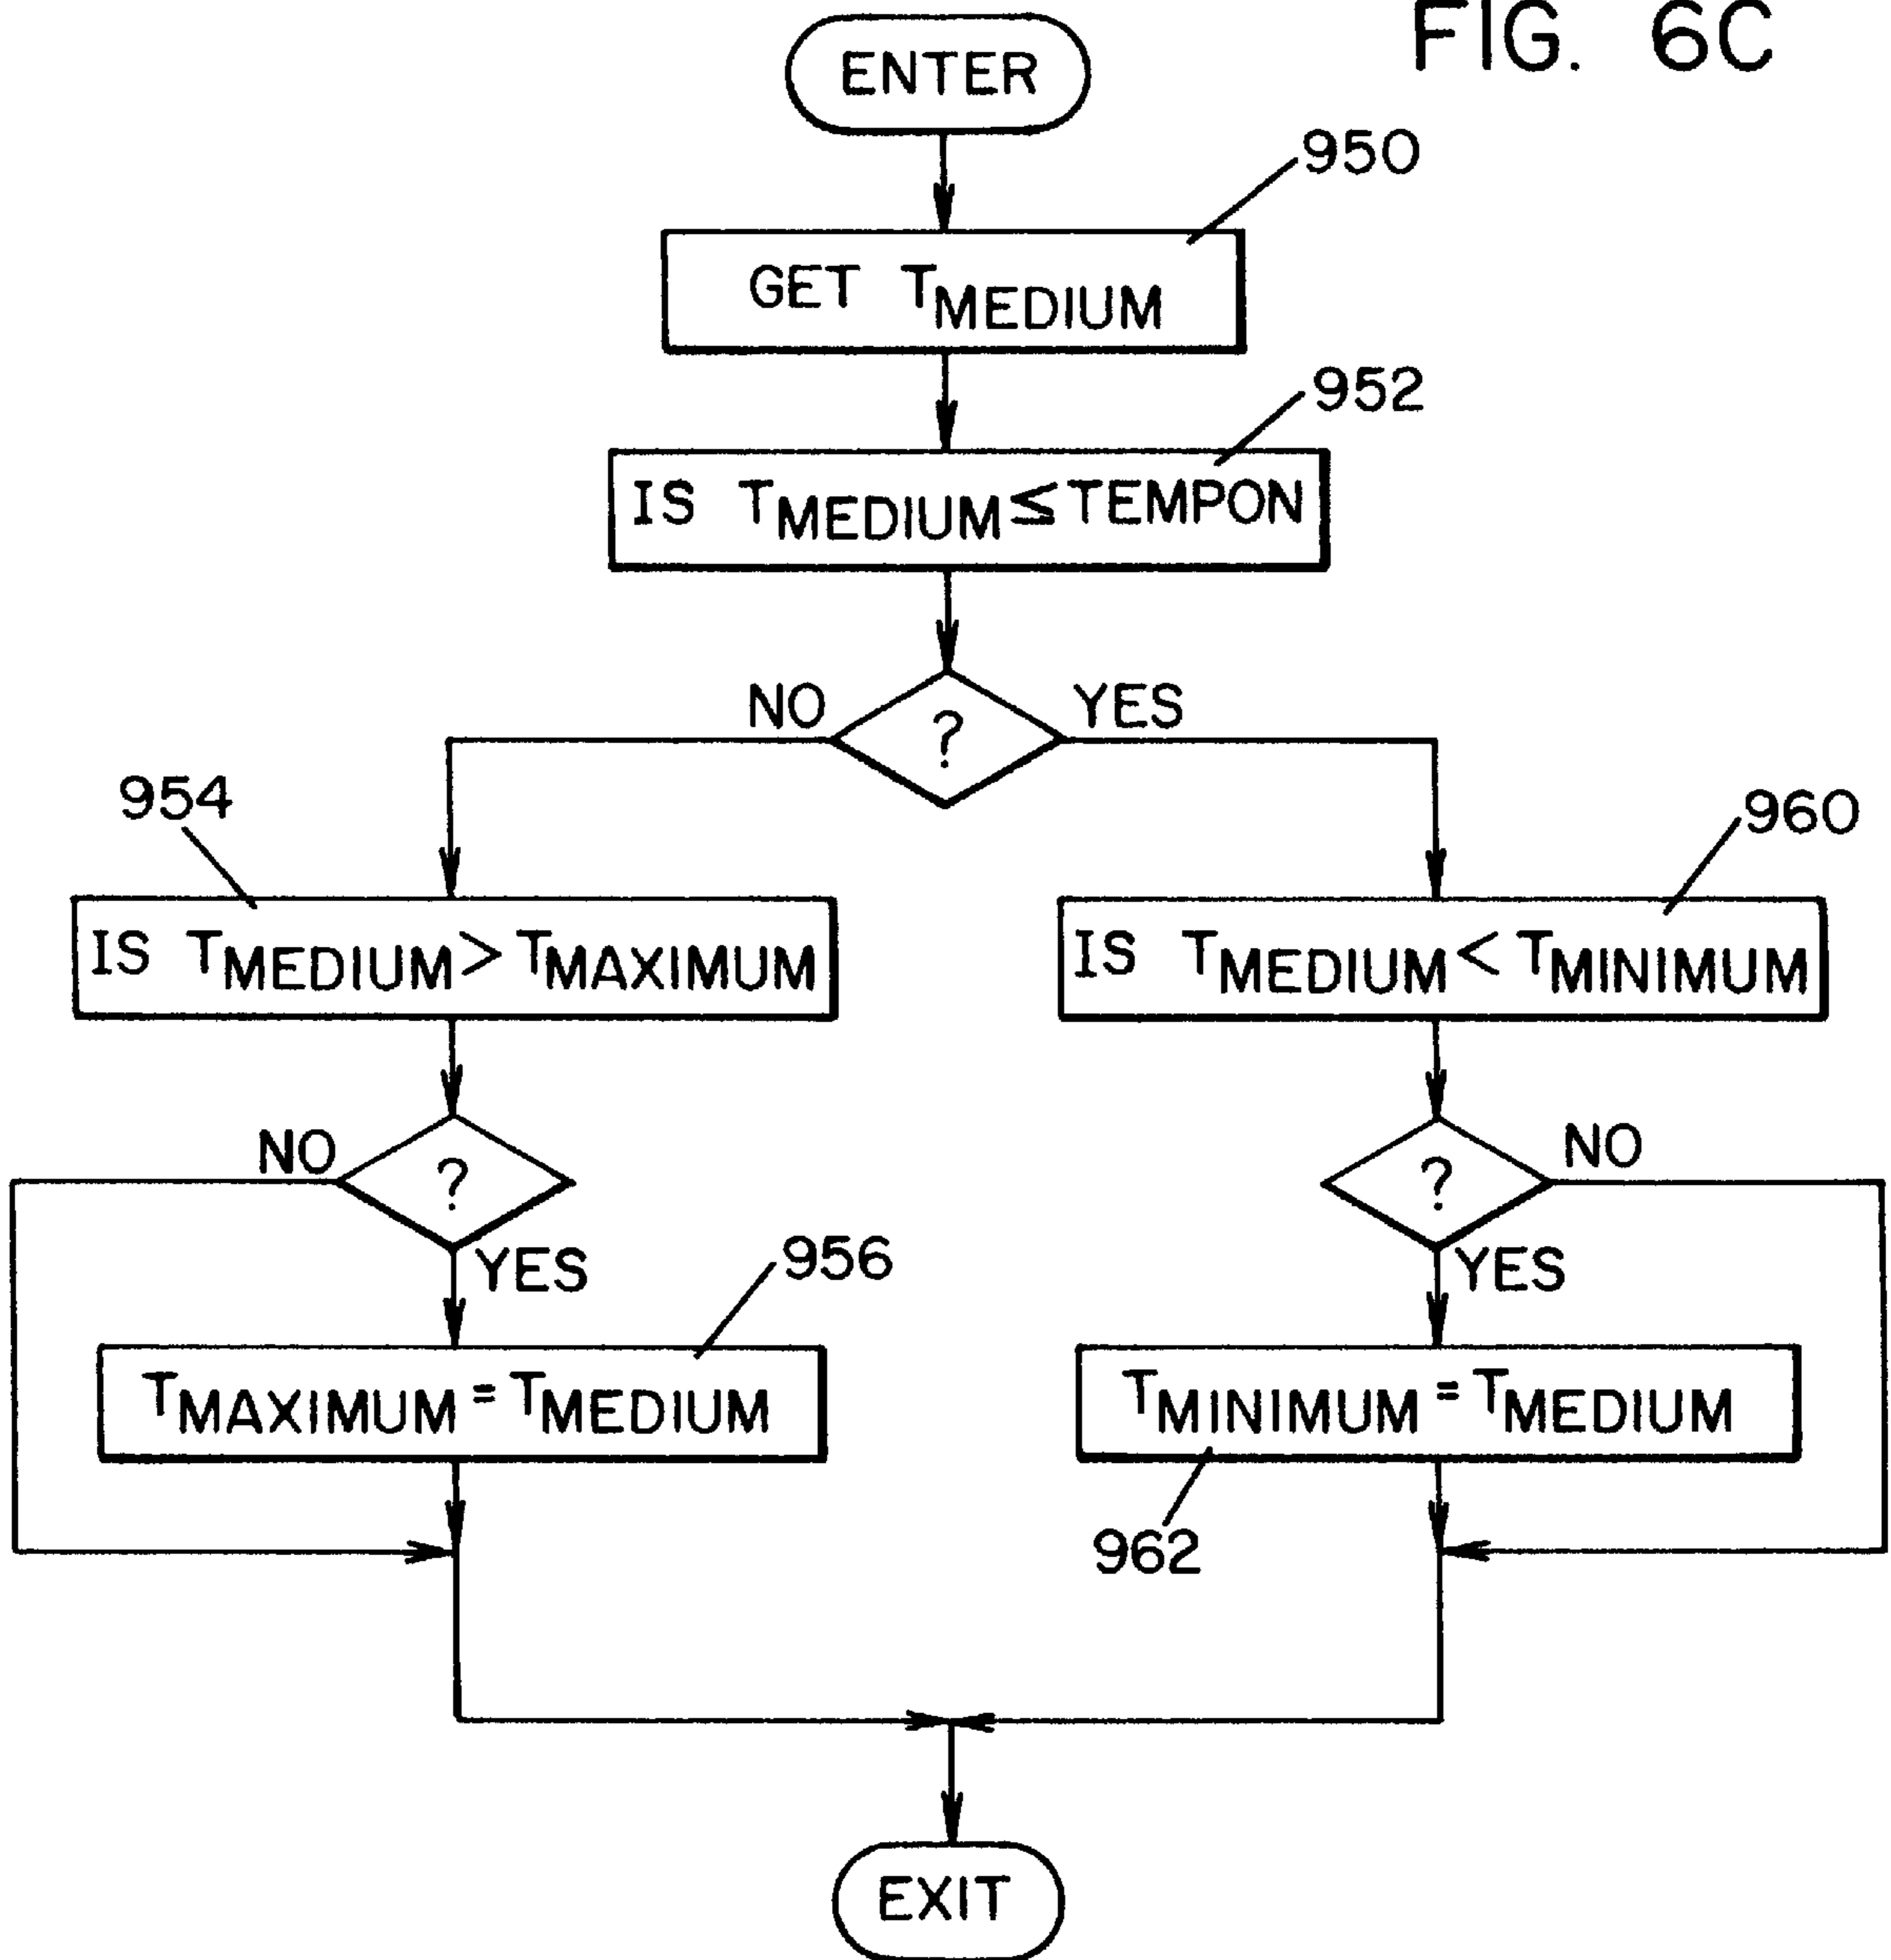 FIG. 6C
ENTER
950
GET TMEDIUM
952
IS TMEDIUM≤TEMPON
NO ? YES
954
960
IS TMEDIUM>TMAXIMUM
IS TMEDIUM<TMINIMUM
NO ?
? NO
YES
956
YES
TMAXIMUM=TMEDIUM
TMINIMUM=TMEDIUM
962
EXIT